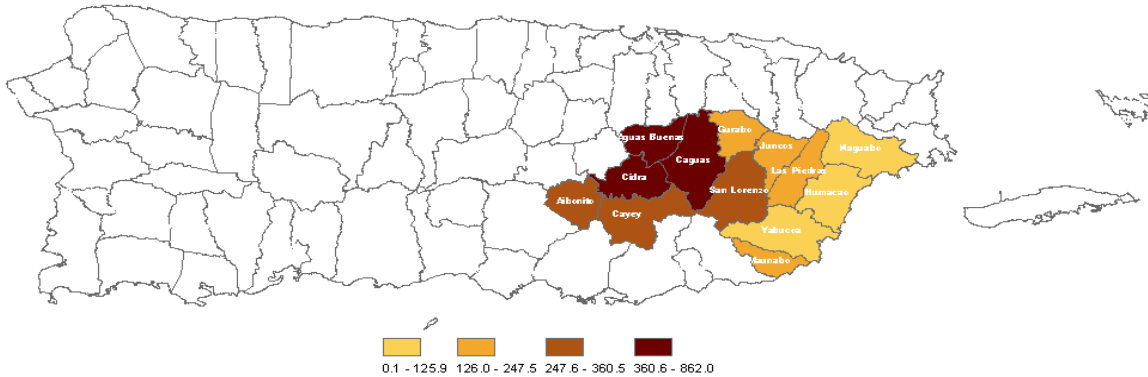 Gurabo
Aguas Buenas
Juncos
Naguabo
Caguas
Las Piedras
Cidra
San Lorenzo
Humacao
Aibonito
Cayey
Yabucoa
Maunabo
0.1 - 125.9
126.0 - 247.5
247.6 - 360.5
360.6 - 862.0